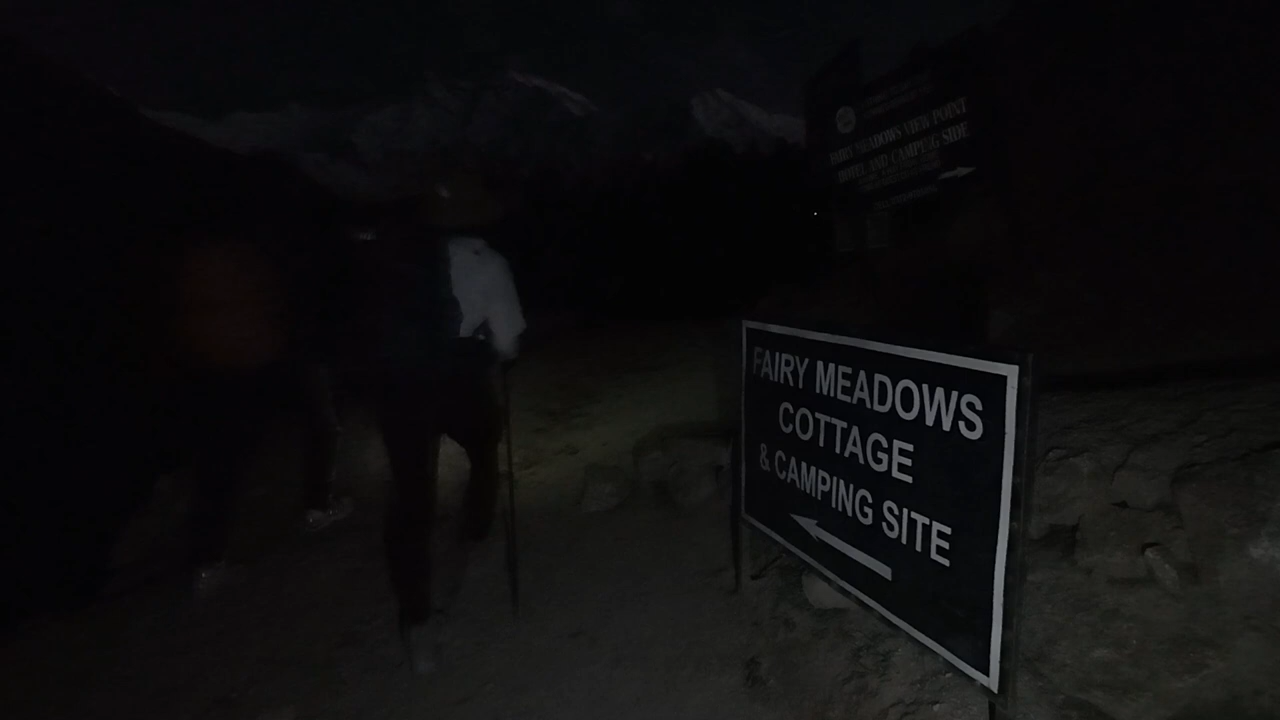 FAIRY MEADOWS VIEW POINT
HOTEL AND CAMPING SIDE
FAIRY MEADOWS
COTTAGE
& CAMPING SITE